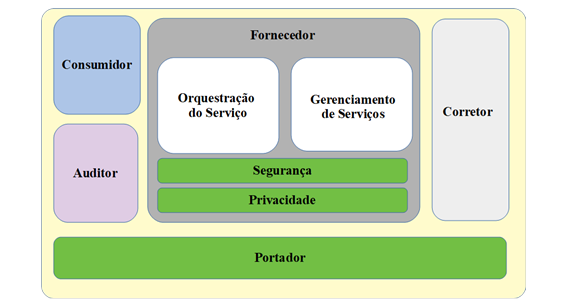 Consumidor
Auditor
Fornecedor
Orquestração
do Serviço
Gerenciamento
de Serviços
Segurança
Privacidade
Corretor
Portador